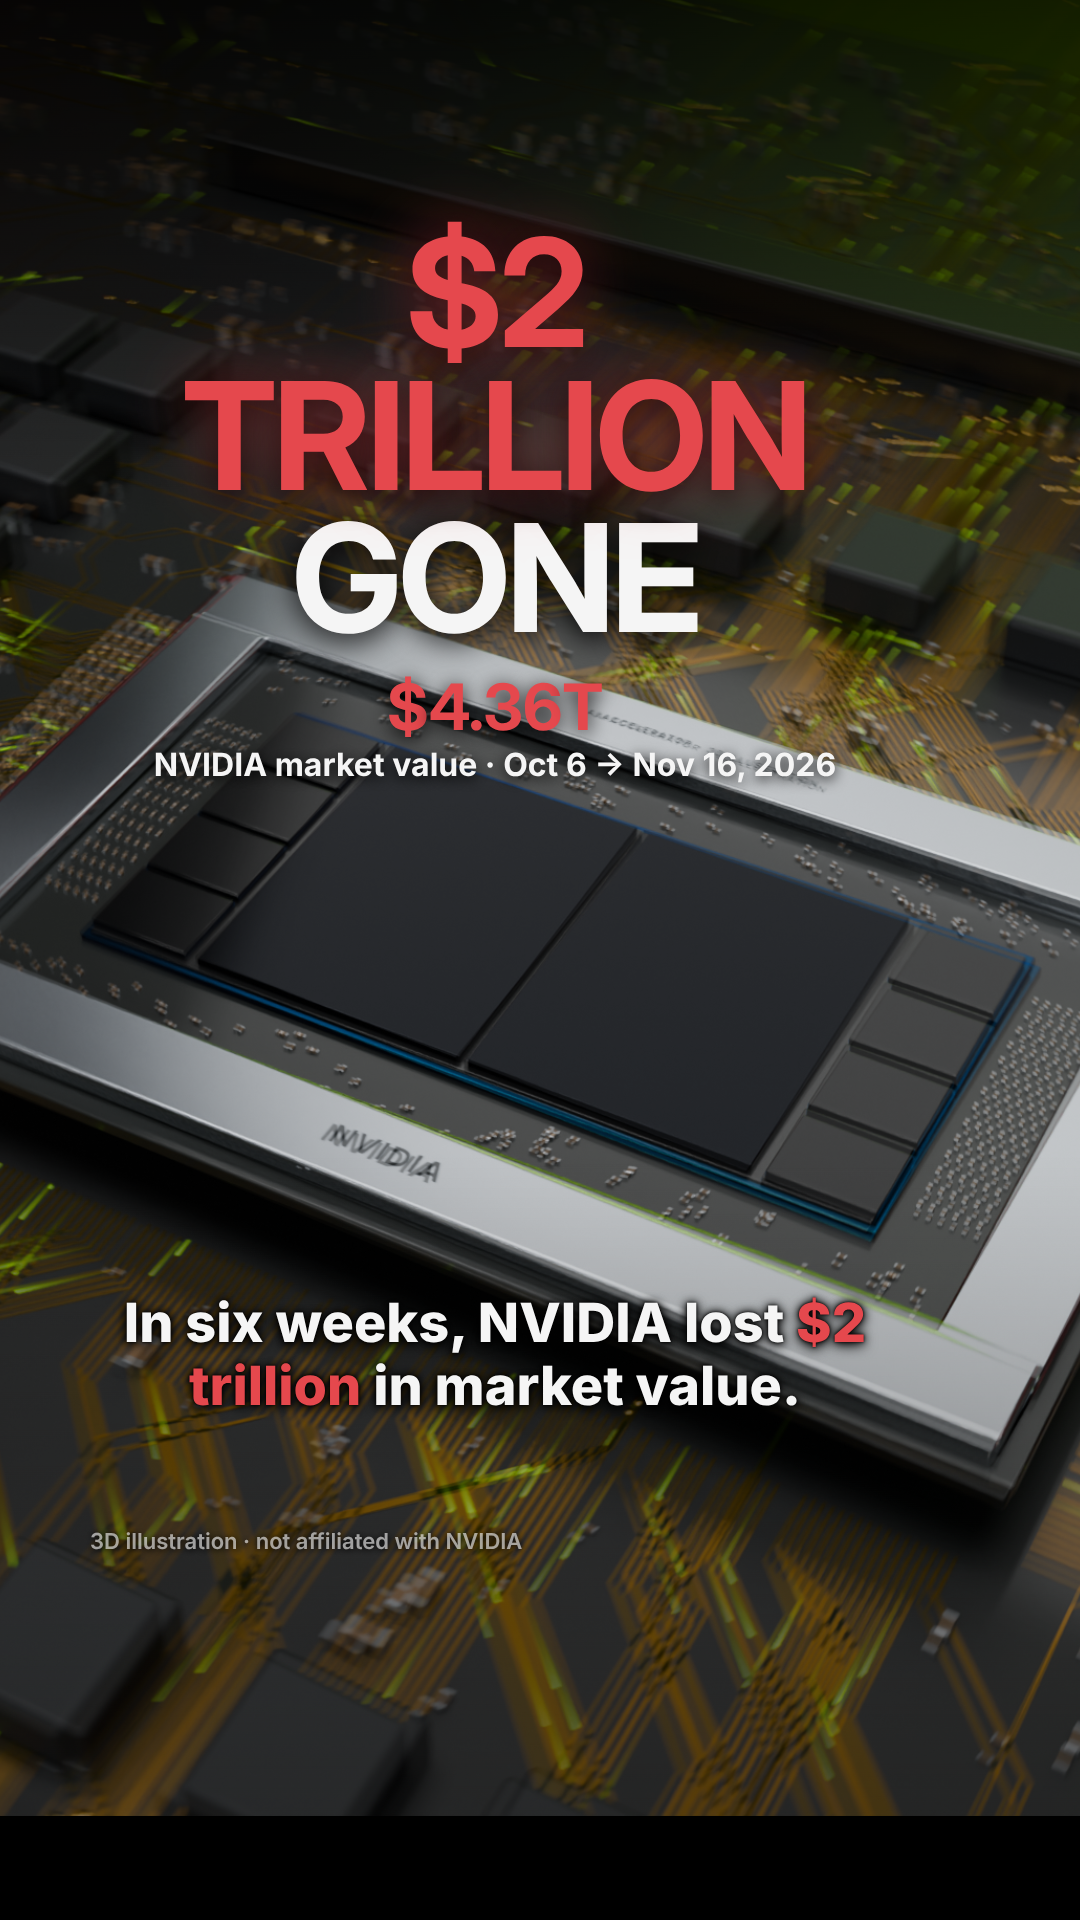 $2
TRILLION
GONE
$4.36T
NVIDIA market value · Oct 6 → Nov 16, 2026
NVIDIA
In six weeks, NVIDIA lost $2
trillion in market value.
3D illustration · not affiliated with NVIDIA